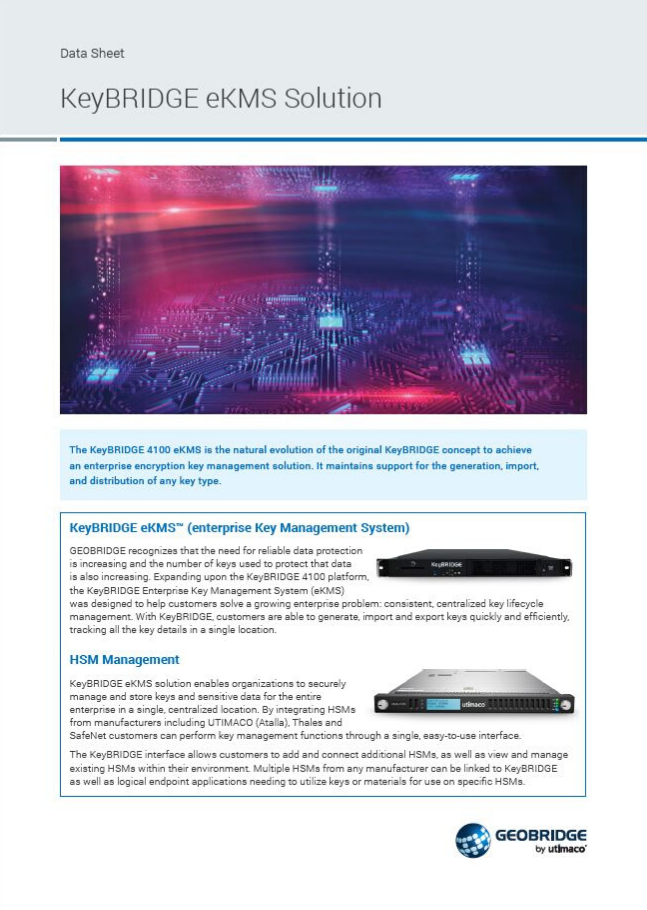 Data Sheet
KeyBRIDGE eKMS Solution
The KeyBRIDGE 4100 eKMS is the natural evolution of the original KeyBRIDGE concept to achieve
an enterprise encryption key management solution. It maintains support for the generation, import,
and distribution of any key type.
KeyBRIDGE eKMS™ (enterprise Key Management System)
GEOBRIDGE recognizes that the need for reliable data protection
is increasing and the number of keys used to protect that data
is also increasing. Expanding upon the KeyBRIDGE 4100 platform,
the KeyBRIDGE Enterprise Key Management System (eKMS)
was designed to help customers solve a growing enterprise problem: consistent, centralized key lifecycle
management. With KeyBRIDGE, customers are able to generate, import and export keys quickly and efficiently,
tracking all the key details in a single location.
KeyBRIDGE
HSM Management
KeyBRIDGE eKMS solution enables organizations to securely
manage and store keys and sensitive data for the entire
enterprise in a single, centralized location. By integrating HSMs
from manufacturers including UTIMACO (Atalla), Thales and
SafeNet customers can perform key management functions through a single, easy-to-use interface.
utimaco
The KeyBRIDGE interface allows customers to add and connect additional HSMs, as well as view and manage
existing HSMs within their environment. Multiple HSMs from any manufacturer can be linked to KeyBRIDGE
as well as logical endpoint applications needing to utilize keys or materials for use on specific HSMs.
GEOBRIDGE
by utimaco®